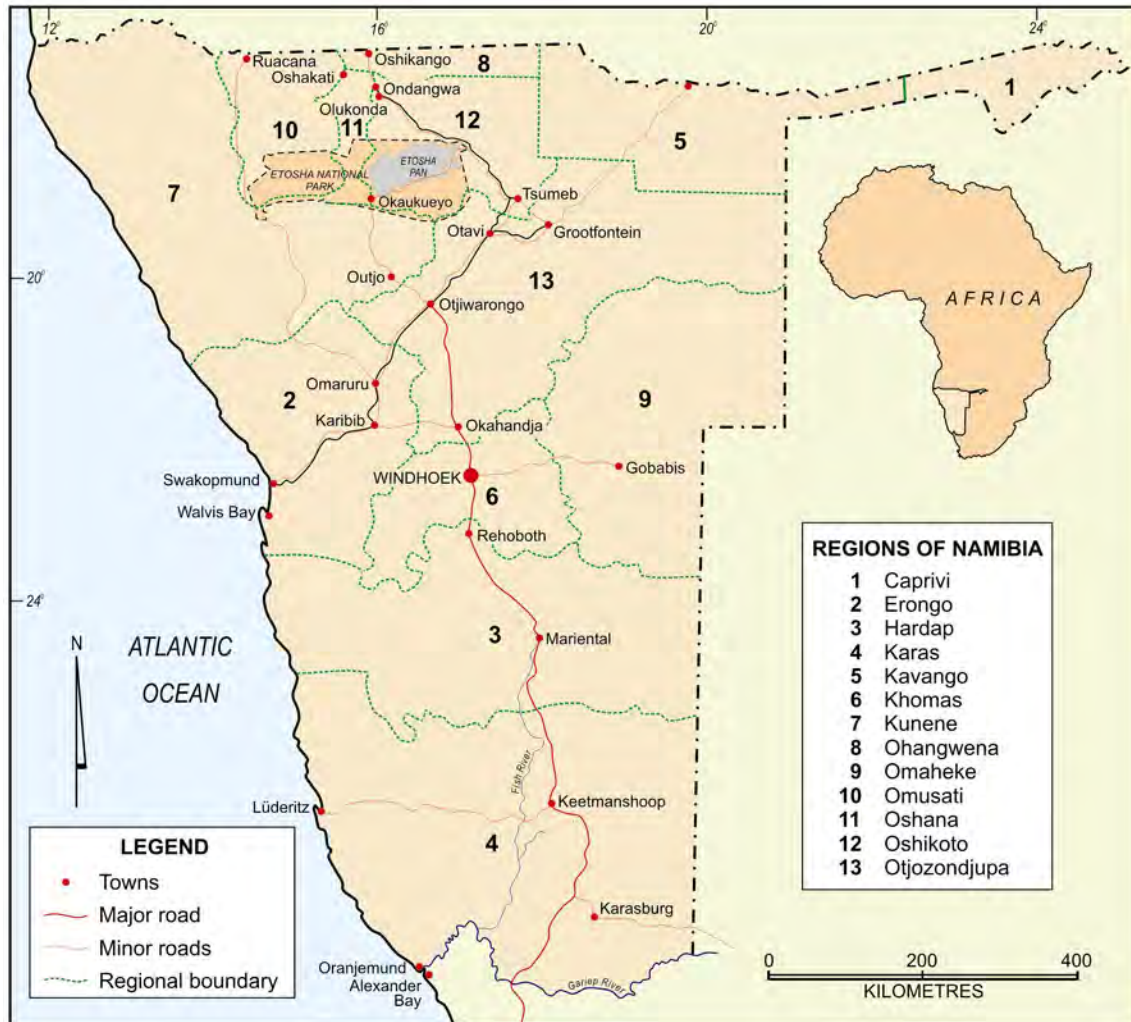 12°
16°
20°
24°
Ruacana
Oshikango
Oshakati
8
1
Ondangwa
Olukonda
12
10
11
5
ETOSHA
PAN
ETOSHA NATIONAL
PARK
7
Okaukueyo
Tsumeb
Otavi
Grootfontein
20°
Outjo
13
AFRICA
Otjiwarongo
Omaruru
2
9
Karibib
Okahandja
Gobabis
Swakopmund
WINDHOEK
6
Walvis Bay
Rehoboth
24°
N
ATLANTIC
OCEAN
3
Mariental
Fish River
Lüderitz
Keetmanshoop
4
Karasburg
Oranjemund
Alexander
Bay
Gariep River
REGIONS OF NAMIBIA
1 Caprivi
2 Erongo
3 Hardap
4 Karas
5 Kavango
6 Khomas
7 Kunene
8 Ohangwena
9 Omaheke
10 Omusati
11 Oshana
12 Oshikoto
13 Otjozondjupa
LEGEND
Towns
Major road
Minor roads
Regional boundary
0 200 400
KILOMETRES